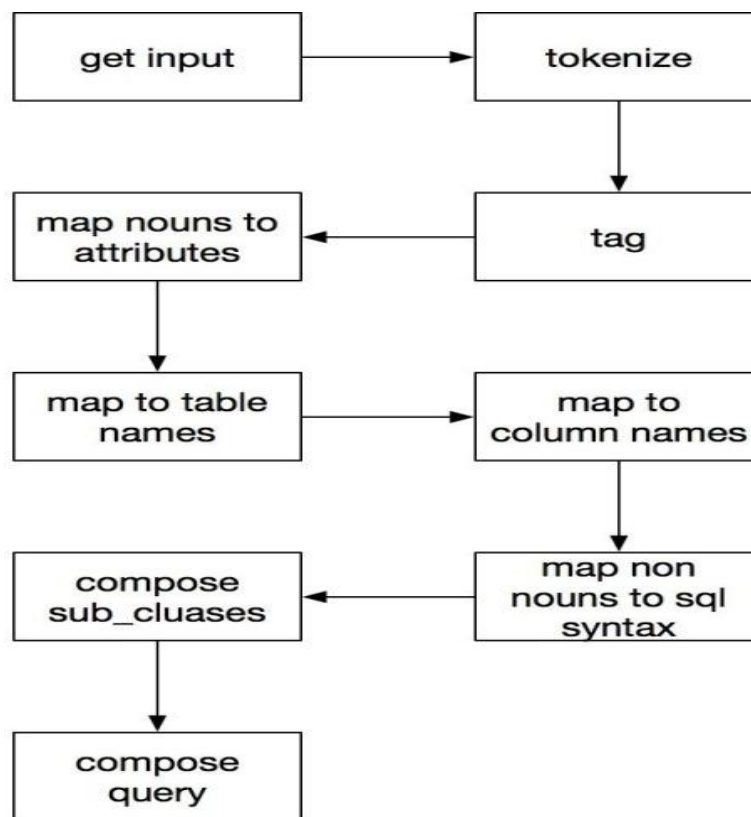 get input
tokenize
tag
map nouns to
attributes
map to table
names
map to
column names
map non
nouns to sql
syntax
compose
sub_cluases
compose
query